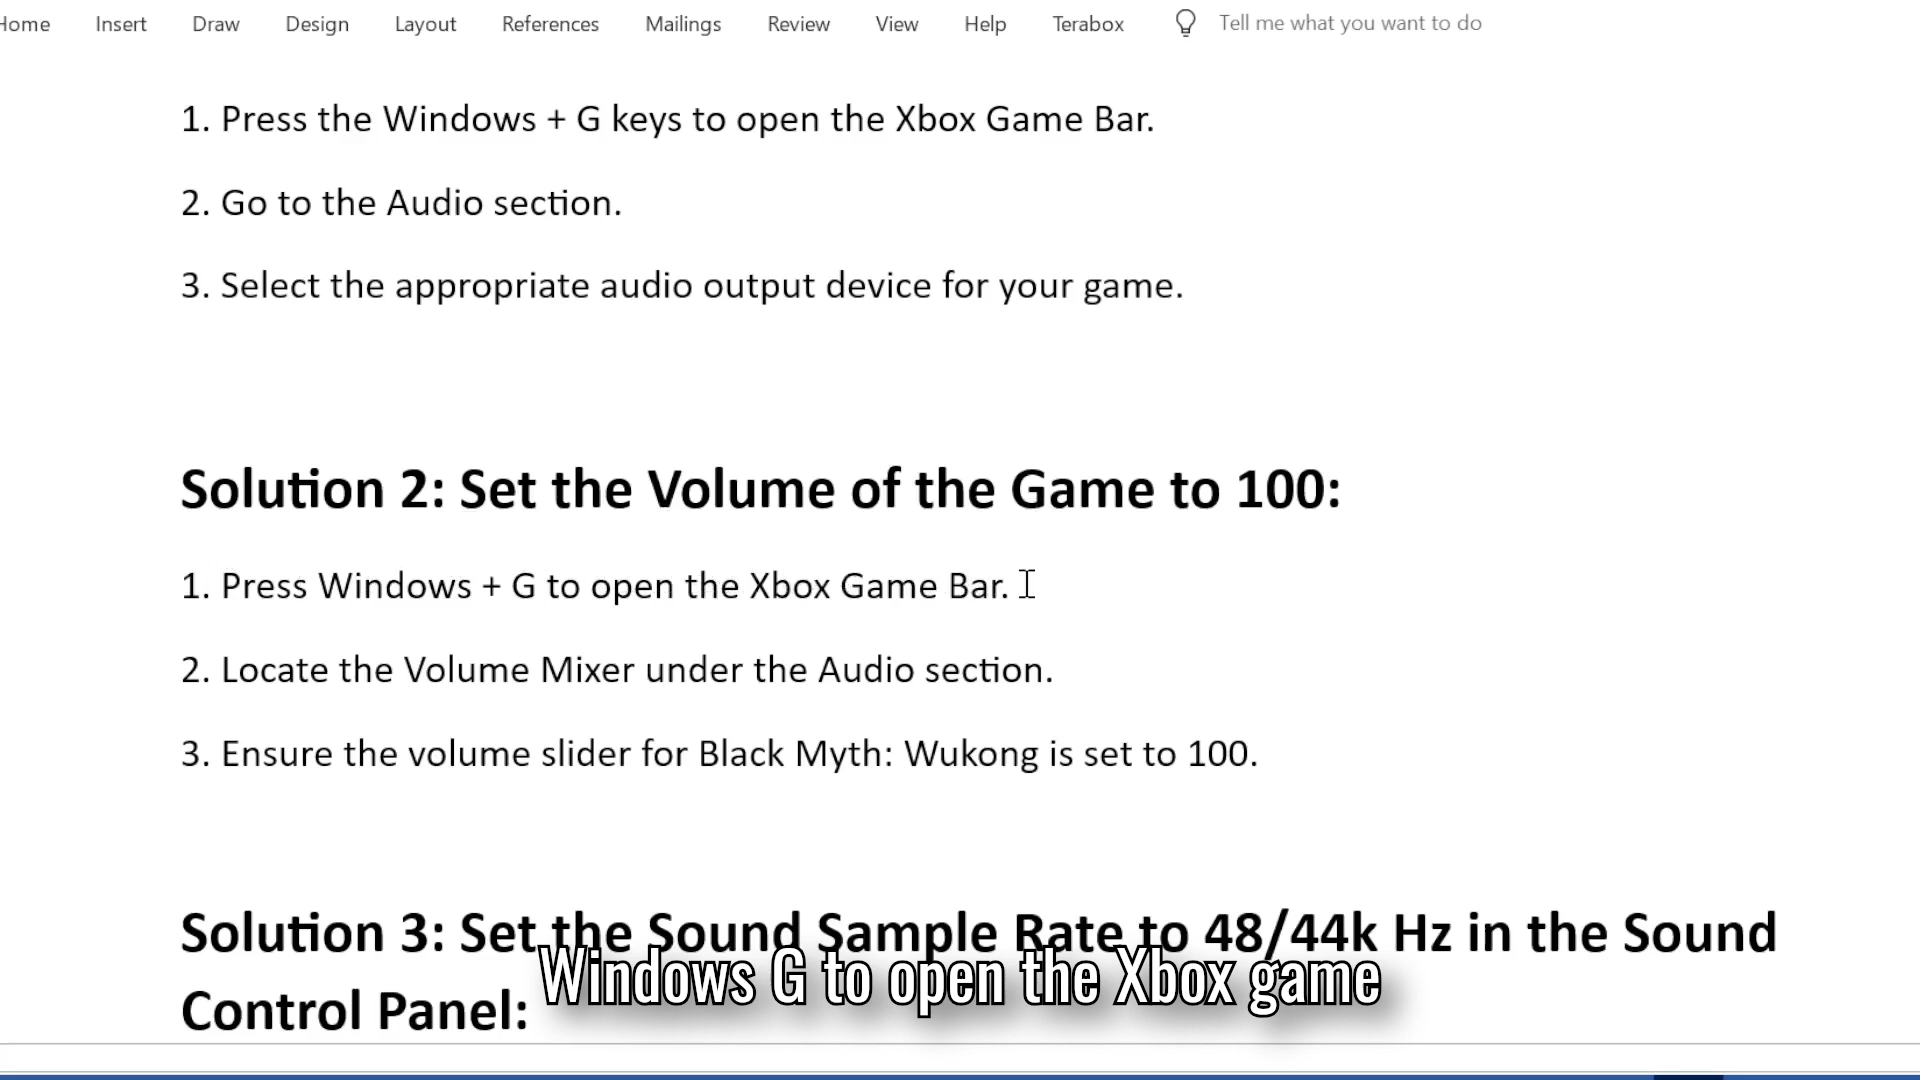 Home Insert Draw Design Layout References Mailings Review View Help Terabox Tell me what you want to do
1. Press the Windows + G keys to open the Xbox Game Bar.
2. Go to the Audio section.
3. Select the appropriate audio output device for your game.
Solution 2: Set the Volume of the Game to 100:
1. Press Windows + G to open the Xbox Game Bar.
2. Locate the Volume Mixer under the Audio section.
3. Ensure the volume slider for Black Myth: Wukong is set to 100.
Solution 3: Set the Sound Sample Rate to 48/44k Hz in the Sound
Control Panel:
Windows G to open the Xbox game